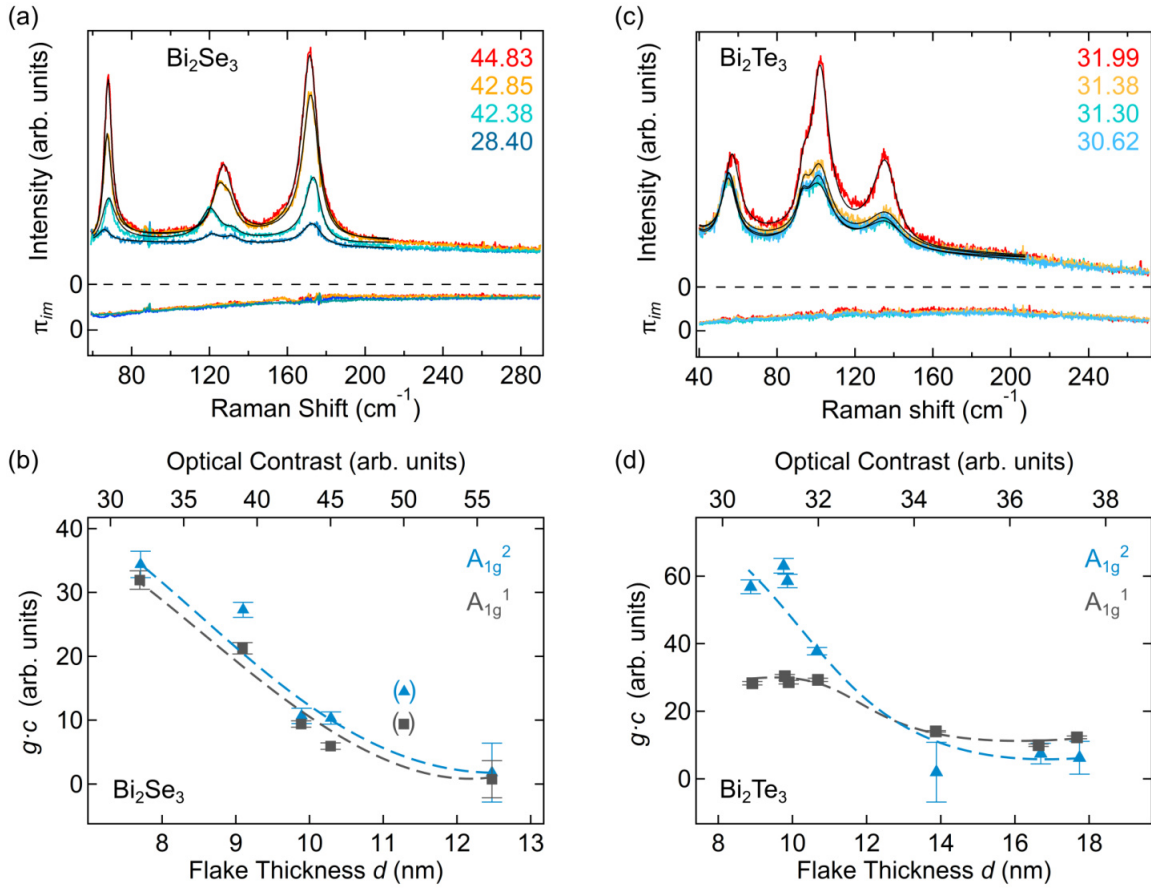 (a)
Bi₂Se₃
44.83
42.85
42.38
28.40
Intensity (arb. units)
0
π_im
0
80 120 160 200 240 280
Raman Shift (cm⁻¹)
(c)
Bi₂Te₃
31.99
31.38
31.30
30.62
Intensity (arb. units)
0
π_im
0
40 80 120 160 200 240
Raman shift (cm⁻¹)
(b)
Optical Contrast (arb. units)
30 35 40 45 50 55
40
30
20
10
0
g·c (arb. units)
A₁g²
A₁g¹
( )
( )
Bi₂Se₃
8 9 10 11 12 13
Flake Thickness d (nm)
(d)
Optical Contrast (arb. units)
30 32 34 36 38
60
40
20
0
g·c (arb. units)
A₁g²
A₁g¹
Bi₂Te₃
8 10 12 14 16 18
Flake Thickness d (nm)